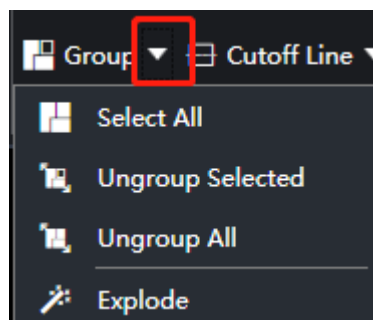 Group Cutoff Line
Select All
Ungroup Selected
Ungroup All
Explode